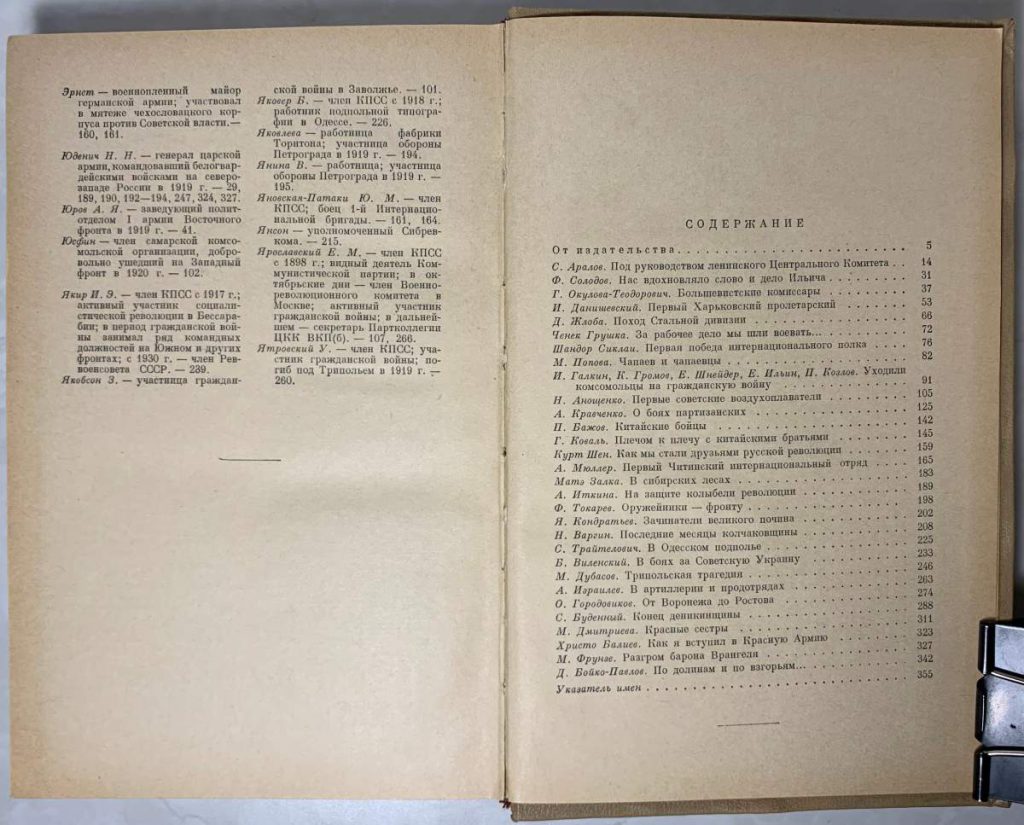 Эрнст — военнопленный майор
германской армии; участвовал
в мятеже чехословацкого кор-
пуса против Советской власти.—
160, 161.
Юденич Н. Н. — генерал царской
армии, командовавший белогвар-
дейскими войсками на северо-
западе России в 1919 г. — 29,
189, 190, 192—194, 247, 324, 327.
Юров А. Я. — заведующий полит-
отделом I армии Восточного
фронта в 1919 г. — 41.
Юсфин — член самарской комсо-
мольской организации, добро-
вольно ушедший на Западный
фронт в 1920 г. — 102.
Якир И. Э. — член КПСС с 1917 г.;
активный участник социали-
стической революции в Бессара-
бии; в период гражданской вой-
ны занимал ряд командных
должностей на Южном и других
фронтах; с 1930 г. — член Рев-
военсовета СССР. — 239.
Якобсон З. — участница граждан-
ской войны в Заволжье. — 101.
Яковер Б. — член КПСС с 1918 г.;
работник подпольной типогра-
фии в Одессе. — 226.
Яковлева — работница фабрики
Торнтона; участница обороны
Петрограда в 1919 г. — 194.
Янина В. — работница; участница
обороны Петрограда в 1919 г. —
195.
Яновская-Патаки Ю. М. — член
КПСС; боец 1-й Интернацио-
нальной бригады. — 161, 164.
Янсон — уполномоченный Сибрев-
кома. — 215.
Ярославский Е. М. — член КПСС
с 1898 г.; видный деятель Ком-
мунистической партии; в ок-
тябрьские дни — член Военно-
революционного комитета в
Москве; активный участник
гражданской войны; в дальней-
шем — секретарь Партколлегии
ЦКК ВКП(б). — 107, 266.
Ятровский У. — член КПСС; уча-
стник гражданской войны; по-
гиб под Трипольем в 1919 г. —
260.
СОДЕРЖАНИЕ
От издательства. . . . . . . . . . 5
С. Аралов. Под руководством ленинского Центрального Комитета . . 14
Ф. Солодов. Нас вдохновляло слово и дело Ильича . . . . . . 31
Г. Окулова-Теодорович. Большевистские комиссары . . . . . . 37
И. Данишевский. Первый Харьковский пролетарский . . . . . . 53
Д. Жлоба. Поход Стальной дивизии . . . . . . 66
Ченек Грушка. За рабочее дело мы шли воевать... . . . . . . 72
Шандор Сиклаи. Первая победа интернационального полка . . . . 76
М. Попова. Чапаев и чапаевцы . . . . . . 82
И. Галкин, К. Громов, Е. Шнейдер, Е. Ильин, П. Козлов. Уходили
комсомольцы на гражданскую войну . . . . . . 91
Н. Анощенко. Первые советские воздухоплаватели . . . . . . 105
А. Кравченко. О боях партизанских . . . . . . 125
П. Бажов. Китайские бойцы . . . . . . 142
Г. Коваль. Плечом к плечу с китайскими братьями . . . . . . 145
Курт Шен. Как мы стали друзьями русской революции . . . . . . 159
А. Мюллер. Первый Читинский интернациональный отряд . . . . 165
Матэ Залка. В сибирских лесах . . . . . . 183
А. Иткина. На защите колыбели революции . . . . . . 189
Ф. Токарев. Оружейники — фронту . . . . . . 198
Я. Кондратьев. Зачинатели великого почина . . . . . . 202
Н. Варгин. Последние месяцы колчаковщины . . . . . . 208
С. Трайтелович. В Одесском подполье . . . . . . 225
Б. Виленский. В боях за Советскую Украину . . . . . . 233
М. Дубасов. Трипольская трагедия . . . . . . 246
А. Израилев. В артиллерии и продотрядах . . . . . . 263
О. Городовиков. От Воронежа до Ростова . . . . . . 274
С. Буденный. Конец деникинщины . . . . . . 288
М. Дмитриева. Красные сестры . . . . . . 311
Христо Балиев. Как я вступил в Красную Армию . . . . . . 323
М. Фрунзе. Разгром барона Врангеля . . . . . . 327
Д. Бойко-Павлов. По долинам и по взгорьям... . . . . . . 342
Указатель имен . . . . . . 355